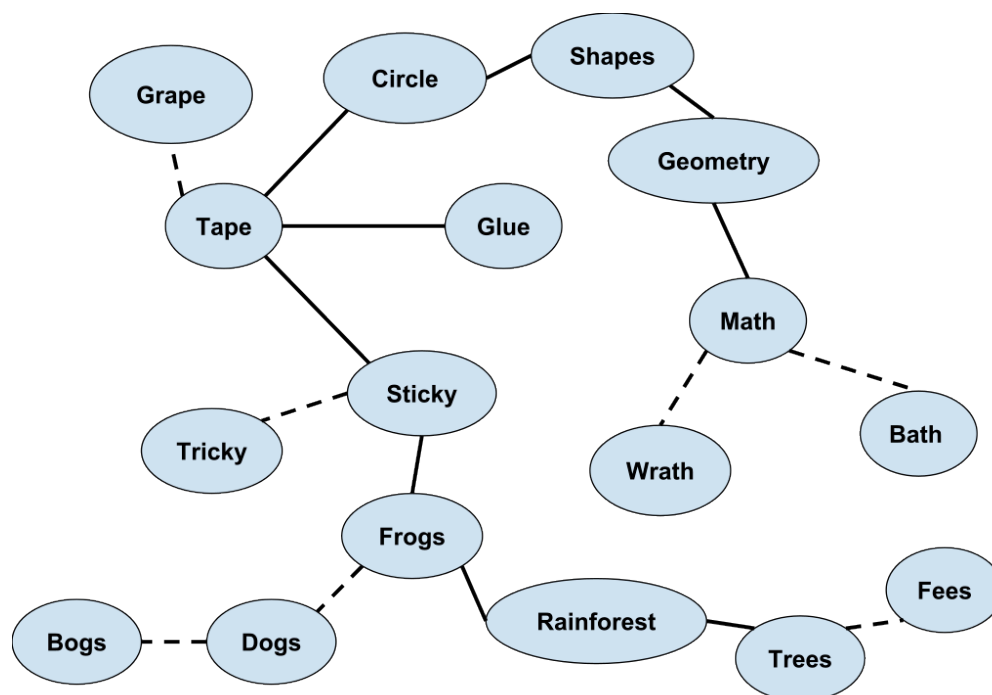 Shapes
Circle
Grape
Geometry
Tape
Glue
Math
Sticky
Bath
Tricky
Wrath
Frogs
Fees
Rainforest
Bogs
Dogs
Trees